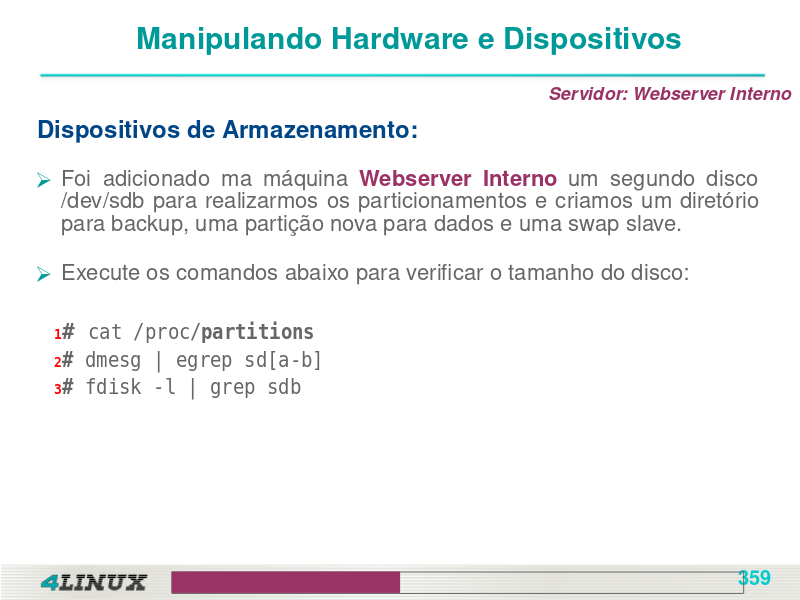 Manipulando Hardware e Dispositivos
Servidor: Webserver Interno
Dispositivos de Armazenamento:
Foi adicionado ma máquina Webserver Interno um segundo disco
/dev/sdb para realizarmos os particionamentos e criamos um diretório
para backup, uma partição nova para dados e uma swap slave.
Execute os comandos abaixo para verificar o tamanho do disco:
1# cat /proc/partitions
2# dmesg | egrep sd[a-b]
3# fdisk -l | grep sdb
4LINUX
359